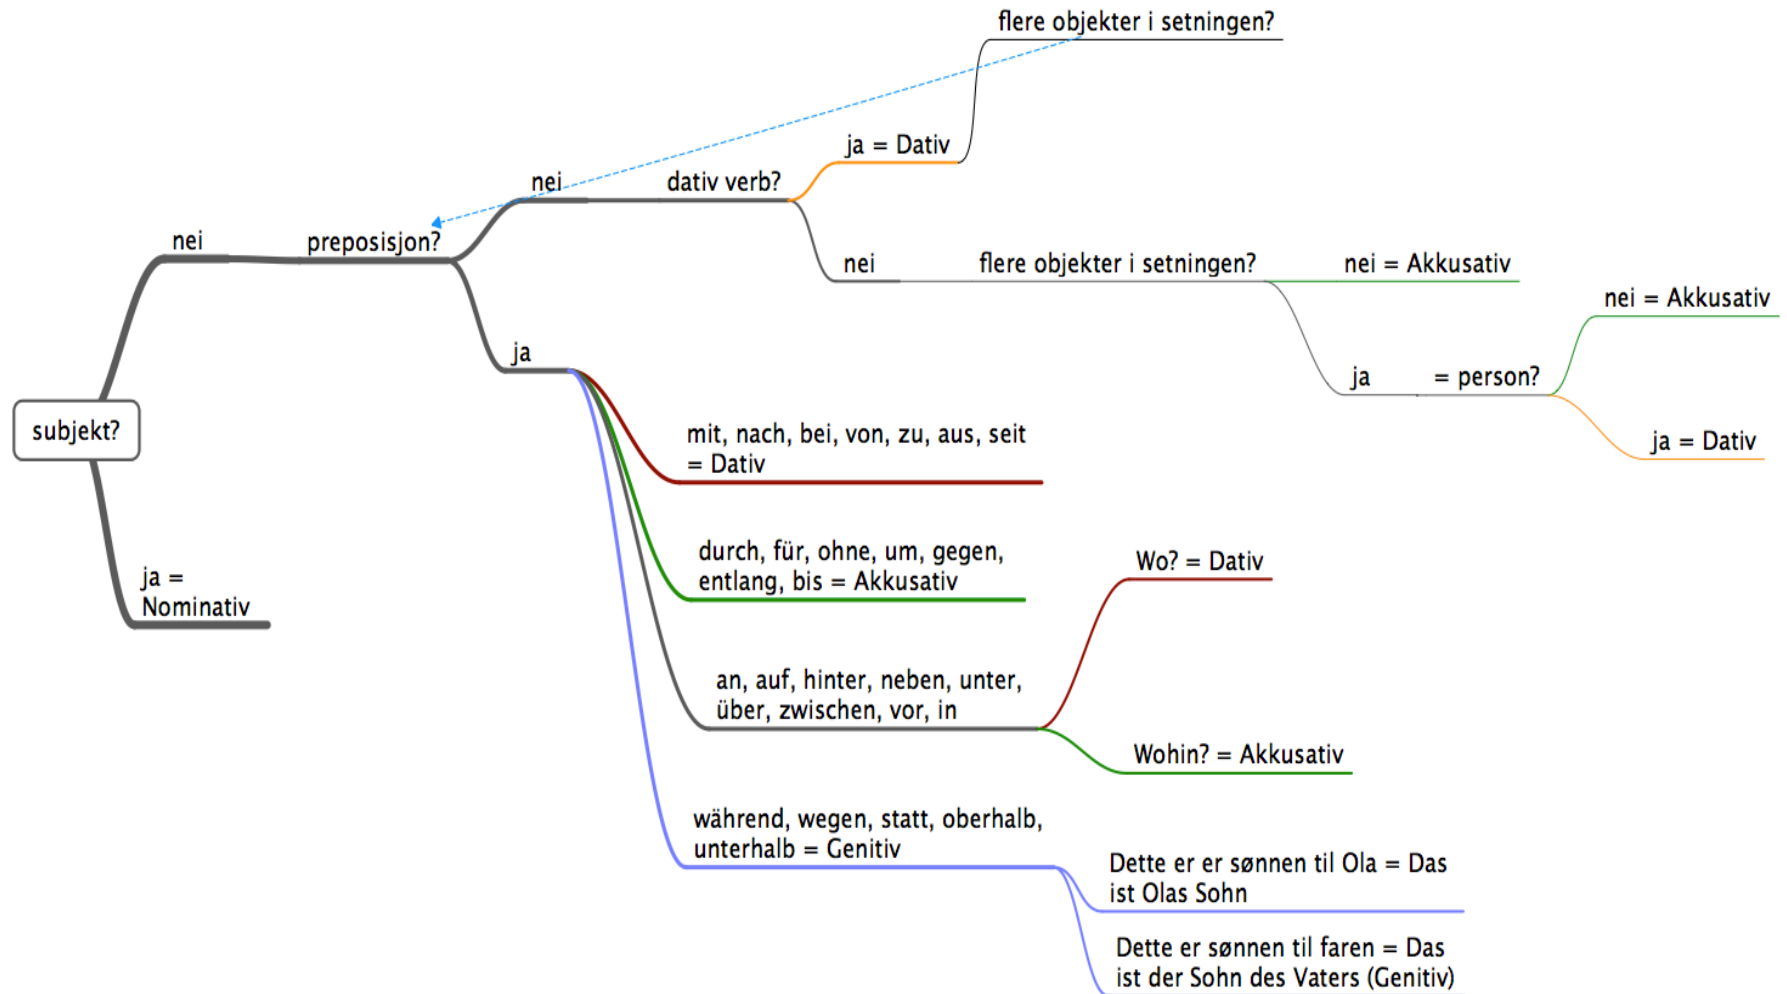 flere objekter i setningen?
ja = Dativ
nei
dativ verb?
nei
preposisjon?
nei
flere objekter i setningen?
nei = Akkusativ
nei = Akkusativ
ja
ja
= person?
subjekt?
mit, nach, bei, von, zu, aus, seit
= Dativ
ja = Dativ
durch, für, ohne, um, gegen,
entlang, bis = Akkusativ
Wo? = Dativ
ja =
Nominativ
an, auf, hinter, neben, unter,
über, zwischen, vor, in
Wohin? = Akkusativ
während, wegen, statt, oberhalb,
unterhalb = Genitiv
Dette er er sønnen til Ola = Das
ist Olas Sohn
Dette er sønnen til faren = Das
ist der Sohn des Vaters (Genitiv)